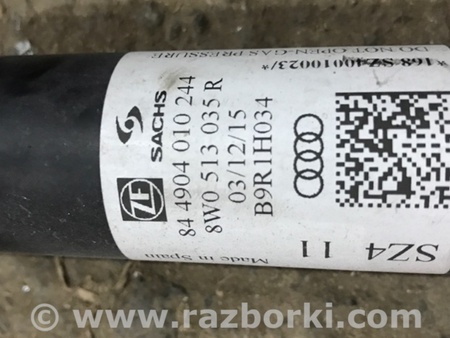 DO NOT OPEN-GAS PRESSURE
*168 SZ40010023/*
ZF SACHS
84 4904 010 244
8W0 513 035 R
03/12/15
B9R1H034
SZ4 11
Made in Spain
© www.razborki.com/